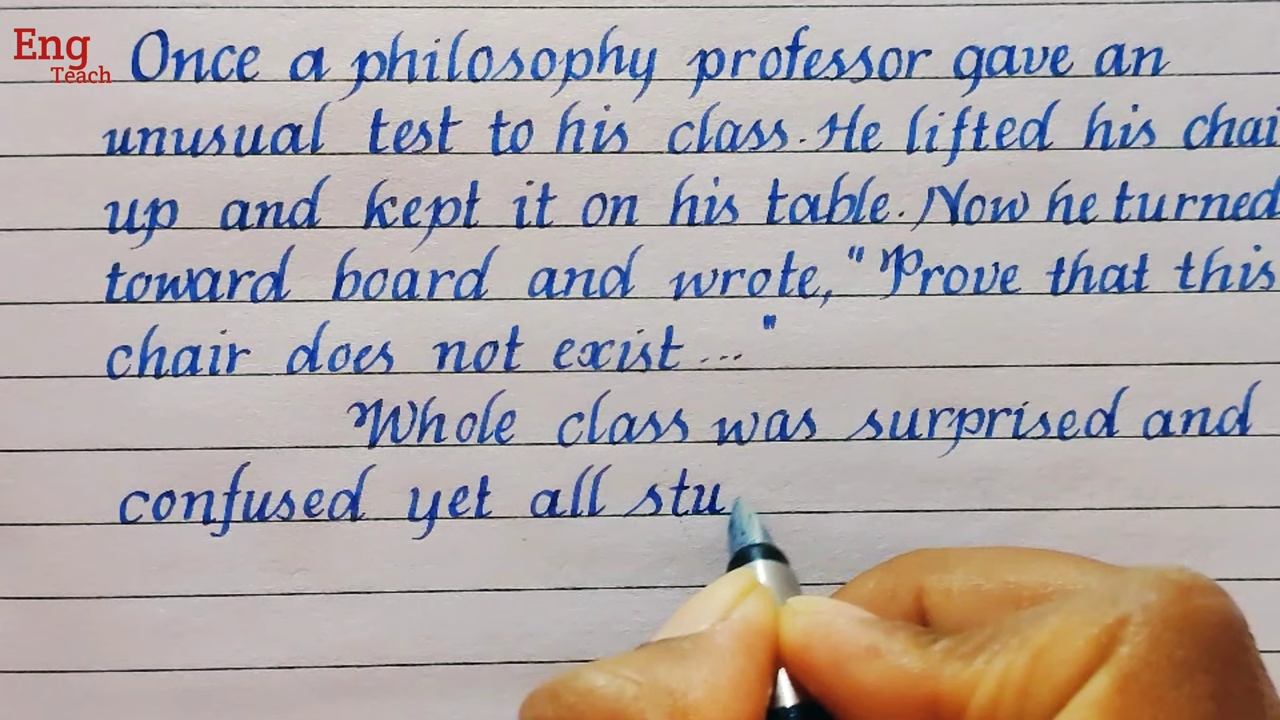 Eng
Teach
Once a philosophy professor gave an
unusual test to his class. He lifted his chai
up and kept it on his table. Now he turned
toward board and wrote, "Prove that this
chair does not exist..."
Whole class was surprised and
confused yet all stu